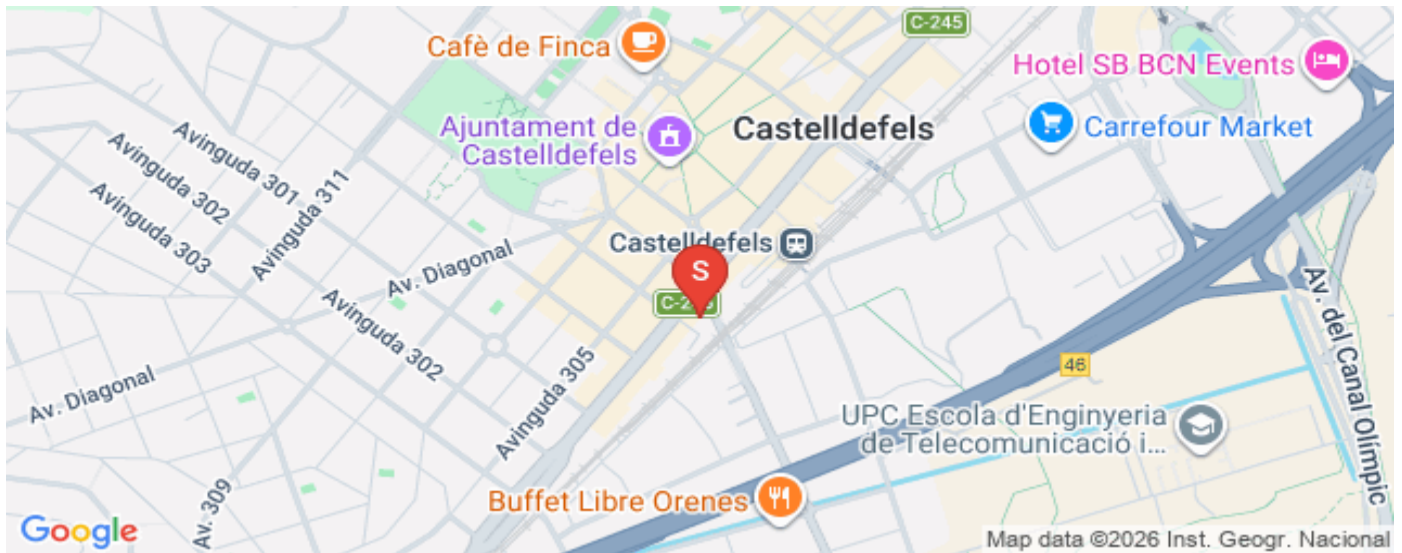 C-245
Cafè de Finca
Hotel SB BCN Events
Ajuntament de
Castelldefels
Castelldefels
Carrefour Market
Avinguda 301
Avinguda 302
Avinguda 303
Avinguda 311
Av. Diagonal
Castelldefels
S
Avinguda 302
Avinguda 305
Av. Diagonal
46
Av. del Canal Olímpic
UPC Escola d'Enginyeria
de Telecomunicació i...
Buffet Libre Orenes
Av. 309
Google
Map data ©2026 Inst. Geogr. Nacional